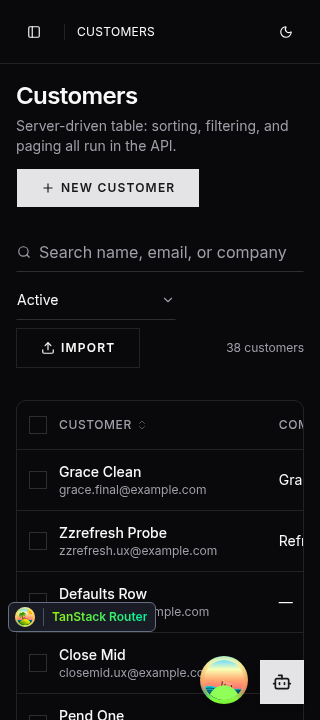 CUSTOMERS
Customers
Server-driven table: sorting, filtering, and
paging all run in the API.
NEW CUSTOMER
Search name, email, or company
Active
IMPORT
38 customers
CUSTOMER
COM
Grace Clean
grace.final@example.com
Gra
Zzrefresh Probe
zzrefresh.ux@example.com
Refr
Defaults Row
mple.com
—
TanStack Router
Close Mid
closemid.ux@example.co
Pend One